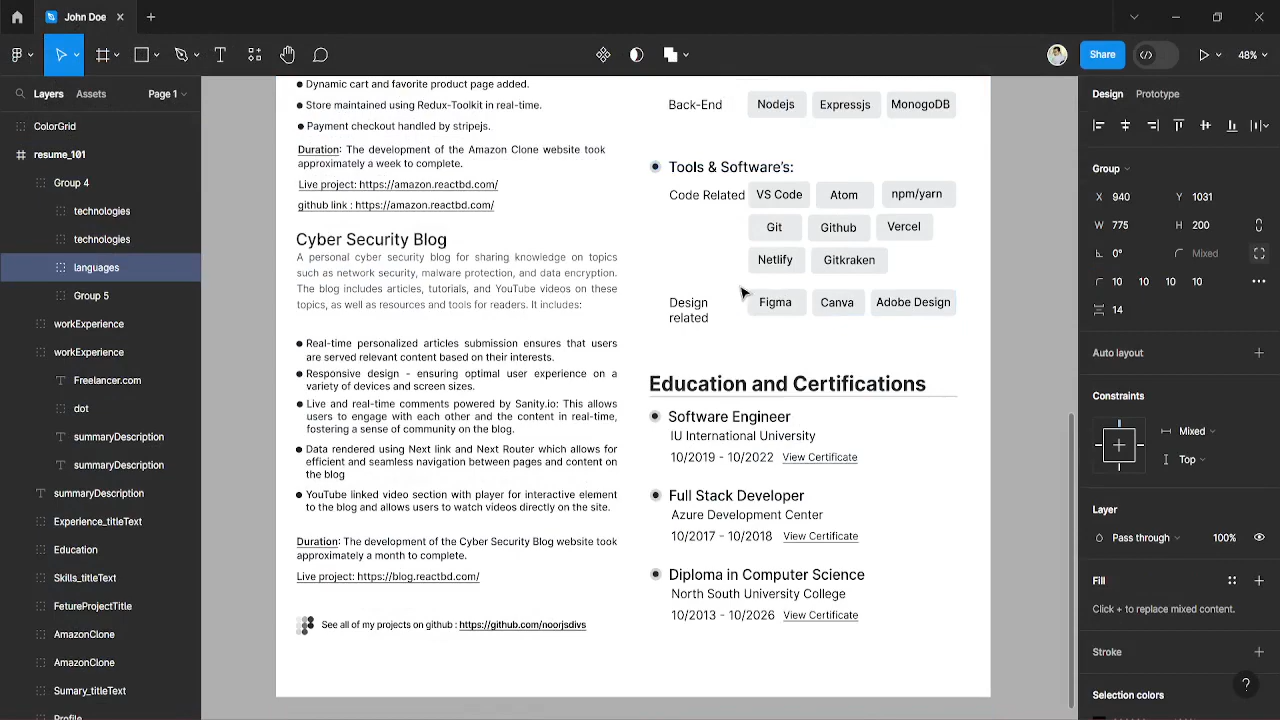 John Doe
Share
48%
Layers
Assets
Page 1
ColorGrid
resume_101
Group 4
technologies
technologies
languages
Group 5
workExperience
workExperience
Freelancer.com
dot
summaryDescription
summaryDescription
summaryDescription
Experience_titleText
Education
Skills_titleText
FetureProjectTitle
AmazonClone
AmazonClone
Sumary_titleText
Profile
● Dynamic cart and favorite product page added.
● Store maintained using Redux-Toolkit in real-time.
● Payment checkout handled by stripejs.
Duration: The development of the Amazon Clone website took
approximately a week to complete.
Live project: https://amazon.reactbd.com/
github link : https://amazon.reactbd.com/
Cyber Security Blog
A personal cyber security blog for sharing knowledge on topics
such as network security, malware protection, and data encryption.
The blog includes articles, tutorials, and YouTube videos on these
topics, as well as resources and tools for readers. It includes:
● Real-time personalized articles submission ensures that users
are served relevant content based on their interests.
● Responsive design - ensuring optimal user experience on a
variety of devices and screen sizes.
● Live and real-time comments powered by Sanity.io: This allows
users to engage with each other and the content in real-time,
fostering a sense of community on the blog.
● Data rendered using Next link and Next Router which allows for
efficient and seamless navigation between pages and content on
the blog
● YouTube linked video section with player for interactive element
to the blog and allows users to watch videos directly on the site.
Duration: The development of the Cyber Security Blog website took
approximately a month to complete.
Live project: https://blog.reactbd.com/
See all of my projects on github : https://github.com/noorjsdivs
Back-End Nodejs Expressjs MonogoDB
Tools & Software's:
Code Related VS Code Atom npm/yarn
Git Github Vercel
Netlify Gitkraken
Design
related
Figma Canva Adobe Design
Education and Certifications
Software Engineer
IU International University
10/2019 - 10/2022 View Certificate
Full Stack Developer
Azure Development Center
10/2017 - 10/2018 View Certificate
Diploma in Computer Science
North South University College
10/2013 - 10/2026 View Certificate
Design
Prototype
Group
X 940 Y 1031
W 775 H 200
0° Mixed
10 10 10 10
14
Auto layout
Constraints
Mixed
Top
Layer
Pass through 100%
Fill
Click + to replace mixed content.
Stroke
Selection colors
?